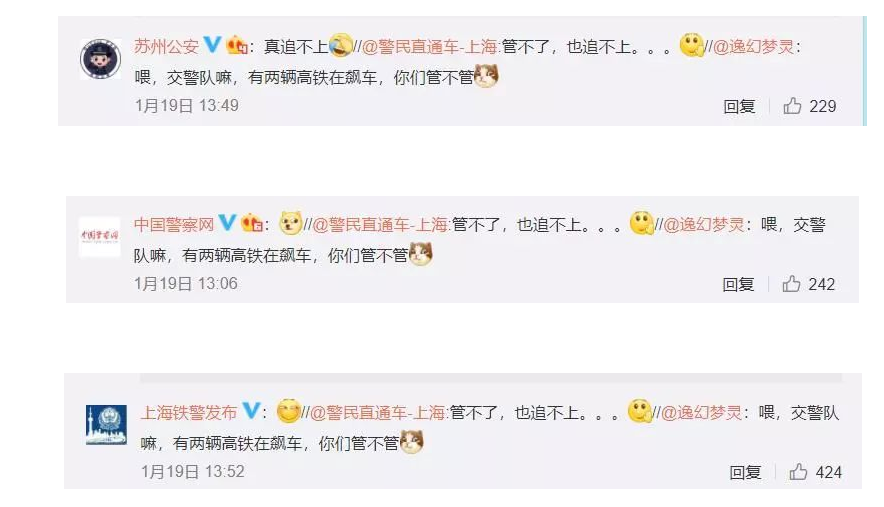 苏州公安：真追不上//@警民直通车-上海:管不了，也追不上。。。//@逸幻梦灵：
喂，交警队嘛，有两辆高铁在飙车，你们管不管
1月19日 13:49
回复 229
中国警察网：//@警民直通车-上海:管不了，也追不上。。。//@逸幻梦灵：喂，交警
队嘛，有两辆高铁在飙车，你们管不管
中国警察网
1月19日 13:06
回复 242
上海铁警发布：//@警民直通车-上海:管不了，也追不上。。。//@逸幻梦灵：喂，交警队
嘛，有两辆高铁在飙车，你们管不管
1月19日 13:52
回复 424